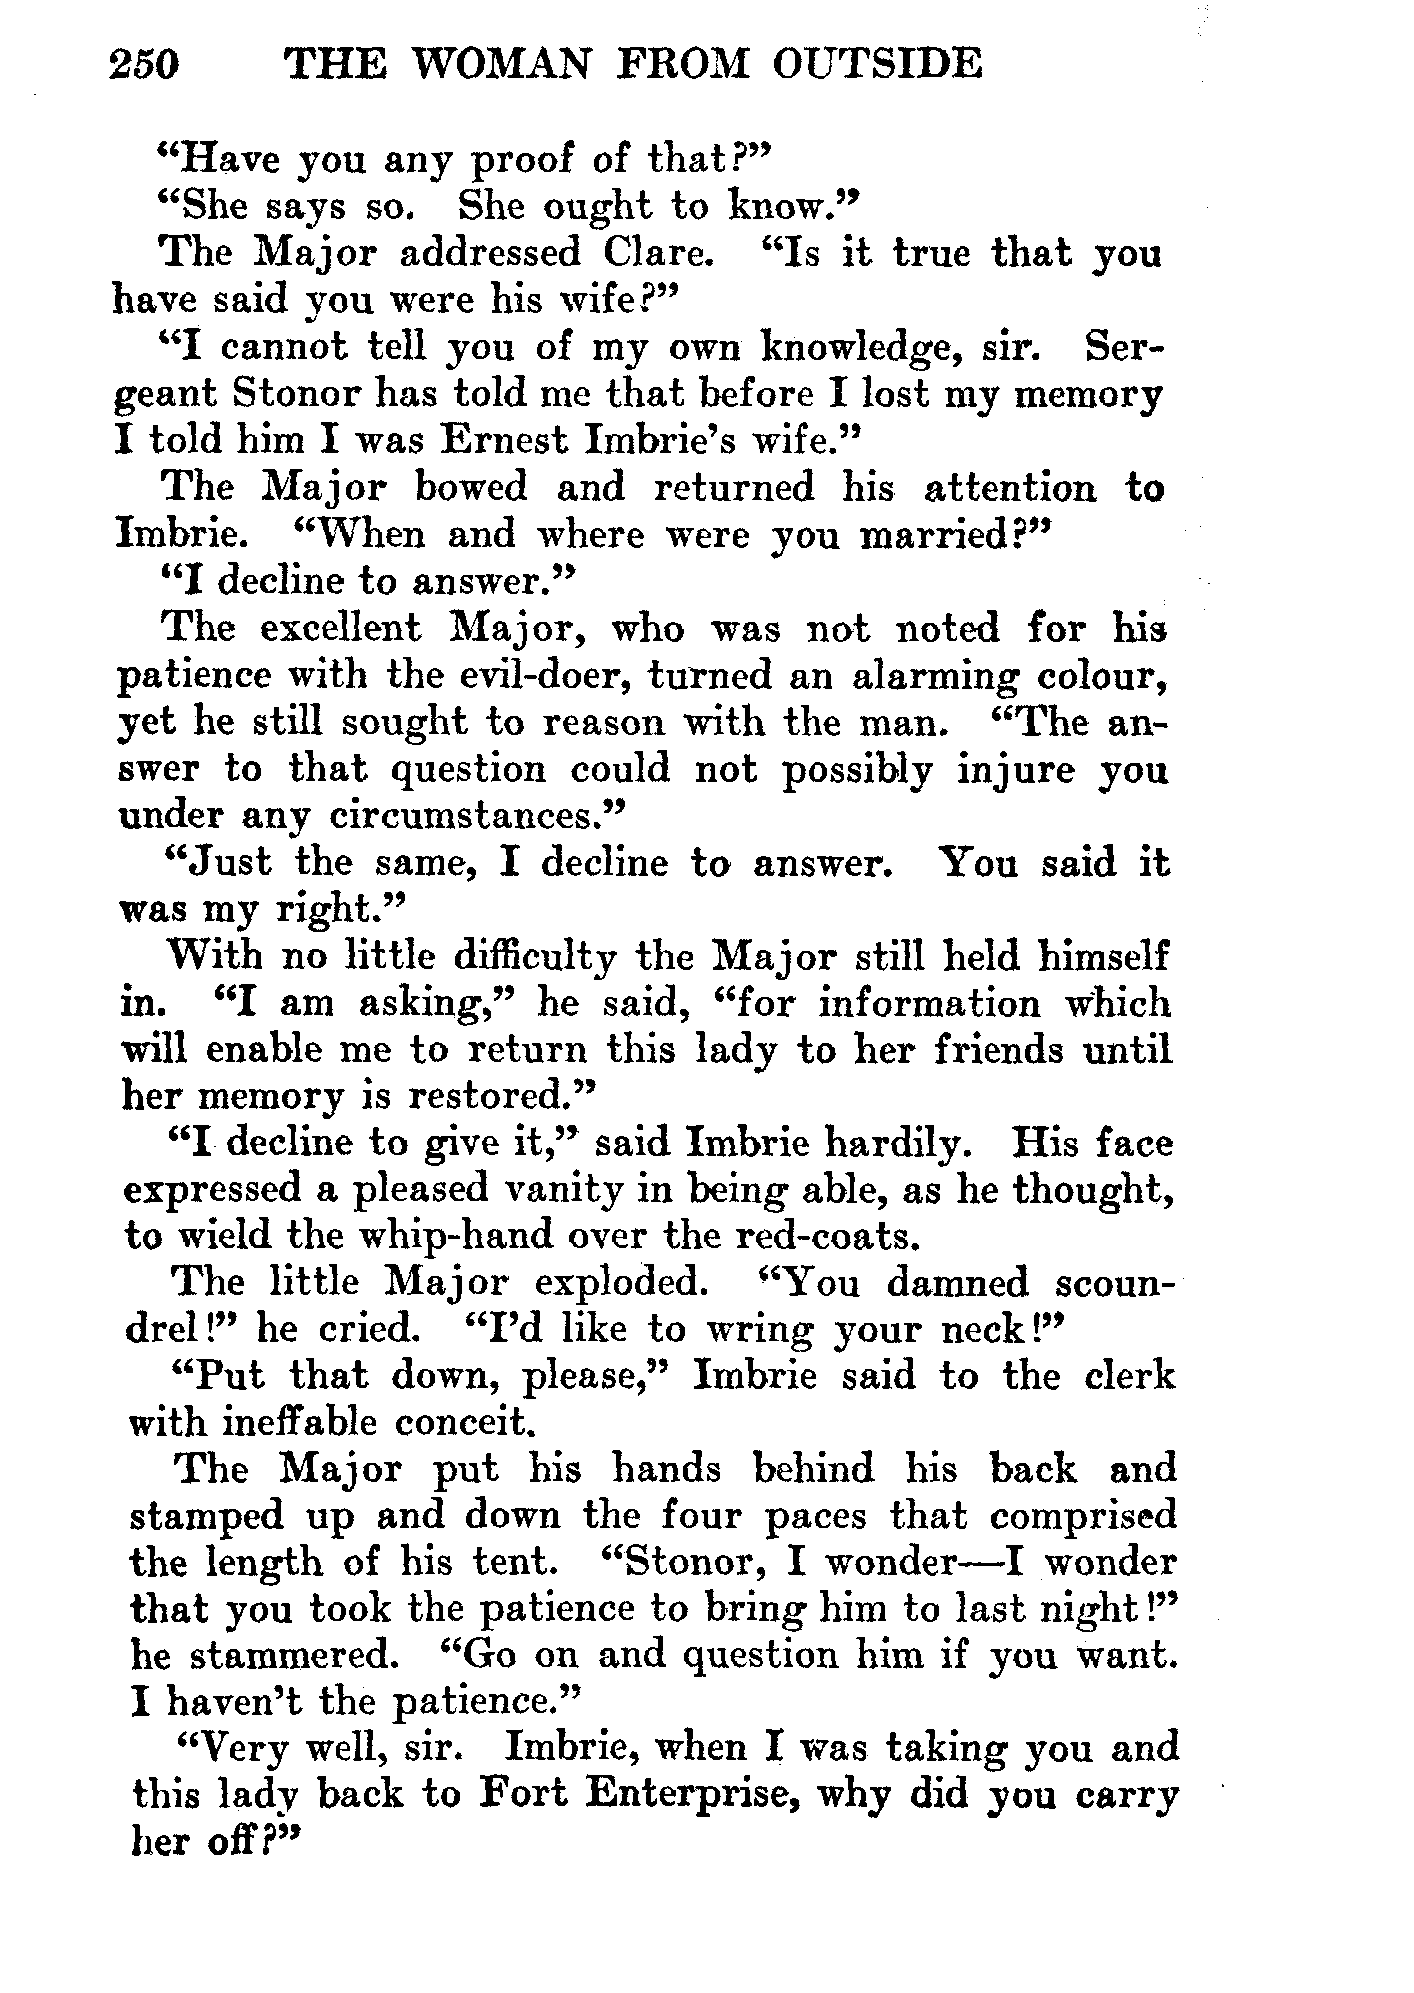 250 THE WOMAN FROM OUTSIDE
“Have you any proof of that?”
“She says so. She ought to know.”
The Major addressed Clare. “Is it true that you
have said you were his wife?”
“I cannot tell you of my own knowledge, sir. Ser-
geant Stonor has told me that before I lost my memory
I told him I was Ernest Imbrie’s wife.”
The Major bowed and returned his attention to
Imbrie. “When and where were you married?”
“I decline to answer.”
The excellent Major, who was not noted for his
patience with the evil-doer, turned an alarming colour,
yet he still sought to reason with the man. “The an-
swer to that question could not possibly injure you
under any circumstances.”
“Just the same, I decline to answer. You said it
was my right.”
With no little difficulty the Major still held himself
in. “I am asking,” he said, “for information which
will enable me to return this lady to her friends until
her memory is restored.”
“I decline to give it,” said Imbrie hardily. His face
expressed a pleased vanity in being able, as he thought,
to wield the whip-hand over the red-coats.
The little Major exploded. “You damned scoun-
drel!” he cried. “I’d like to wring your neck!”
“Put that down, please,” Imbrie said to the clerk
with ineffable conceit.
The Major put his hands behind his back and
stamped up and down the four paces that comprised
the length of his tent. “Stonor, I wonder—I wonder
that you took the patience to bring him to last night!”
he stammered. “Go on and question him if you want.
I haven’t the patience.”
“Very well, sir. Imbrie, when I was taking you and
this lady back to Fort Enterprise, why did you carry
her off?”